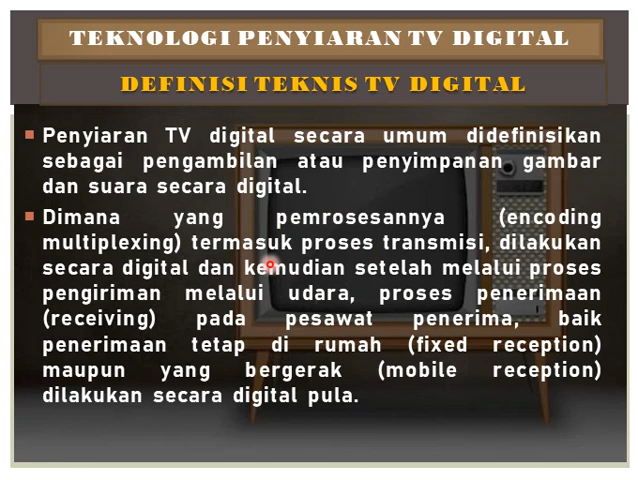 TEKNOLOGI PENYIARAN TV DIGITAL
DEFINISI TEKNIS TV DIGITAL
Penyiaran TV digital secara umum didefinisikan
sebagai pengambilan atau penyimpanan gambar
dan suara secara digital.
Dimana yang pemrosesannya (encoding
multiplexing) termasuk proses transmisi, dilakukan
secara digital dan kemudian setelah melalui proses
pengiriman melalui udara, proses penerimaan
(receiving) pada pesawat penerima, baik
penerimaan tetap di rumah (fixed reception)
maupun yang bergerak (mobile reception)
dilakukan secara digital pula.